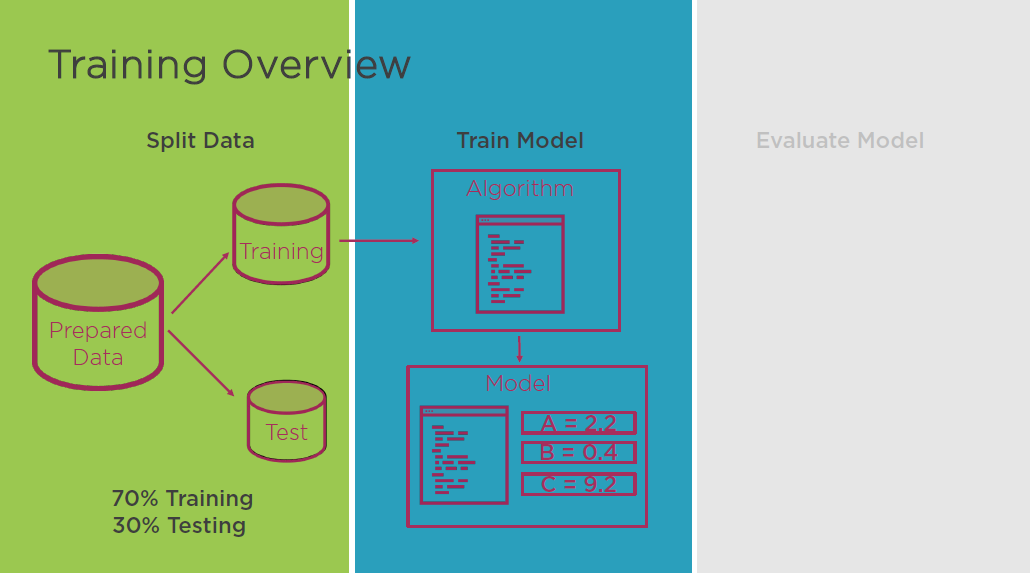 Training Overview
Split Data
Prepared
Data
Training
Test
70% Training
30% Testing
Train Model
Algorithm
Model
A = 2.2
B = 0.4
C = 9.2
Evaluate Model